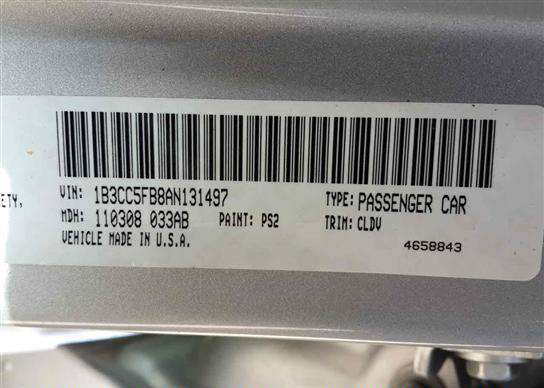 ETY,
VIN: 1B3CC5FB8AN131497 TYPE: PASSENGER CAR
MDH: 110308 033AB PAINT: PS2 TRIM: CLDV
VEHICLE MADE IN U.S.A.
4658843